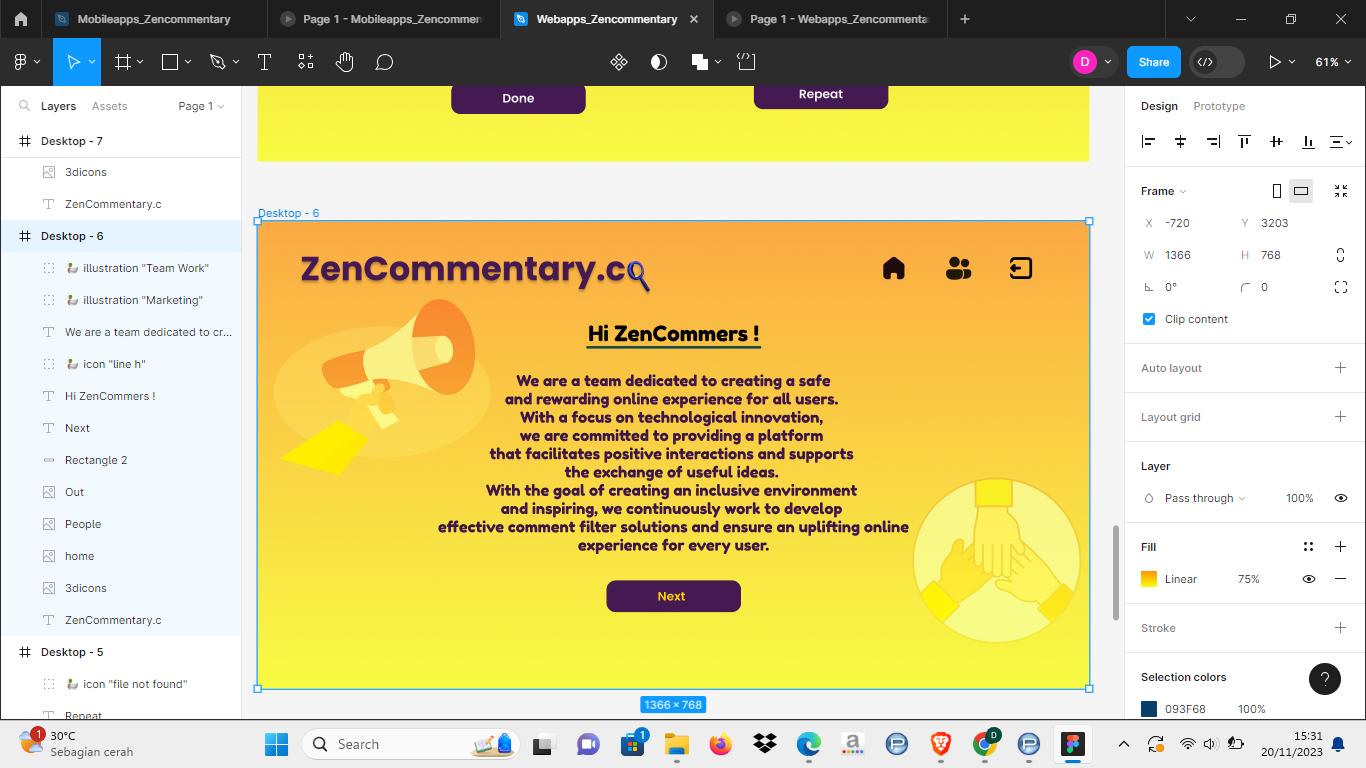 Mobileapps_Zencommentary
Page 1 - Mobileapps_Zencommen
Webapps_Zencommentary
Page 1 - Webapps_Zencommenta
D
Share
61%
Layers
Assets
Page 1
Desktop - 7
3dicons
ZenCommentary.c
Desktop - 6
illustration "Team Work"
illustration "Marketing"
We are a team dedicated to cr...
icon "line h"
Hi ZenCommers !
Next
Rectangle 2
Out
People
home
3dicons
ZenCommentary.c
Desktop - 5
icon "file not found"
Repeat
Done
Repeat
Desktop - 6
ZenCommentary.c
Hi ZenCommers !
We are a team dedicated to creating a safe
and rewarding online experience for all users.
With a focus on technological innovation,
we are committed to providing a platform
that facilitates positive interactions and supports
the exchange of useful ideas.
With the goal of creating an inclusive environment
and inspiring, we continuously work to develop
effective comment filter solutions and ensure an uplifting online
experience for every user.
Next
1366 × 768
Design
Prototype
Frame
X -720 Y 3203
W 1366 H 768
0° 0
Clip content
Auto layout
Layout grid
Layer
Pass through 100%
Fill
Linear 75%
Stroke
Selection colors
?
093F68 100%
1
30°C
Sebagian cerah
Search
1
a
D
15:31
20/11/2023